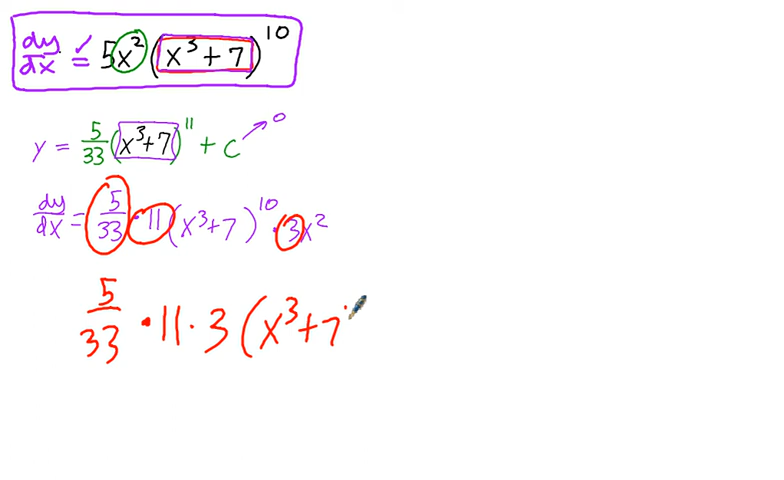 dy/dx = 5x² (x³ + 7)¹⁰
y = 5/33 (x³+7)¹¹ + C → 0
dy/dx = 5/33 · 11 (x³+7)¹⁰ · 3x²
5/33 · 11 · 3 (x³+7